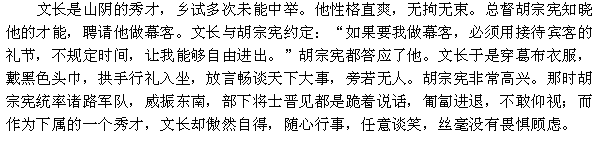 文长是山阴的秀才，乡试多次未能中举。他性格直爽，无拘无束。总督胡宗宪知晓
他的才能，聘请他做幕客。文长与胡宗宪约定：“如果要我做幕客，必须用接待宾客的
礼节，不规定时间，让我能够自由进出。”胡宗宪都答应了他。文长于是穿葛布衣服，
戴黑色头巾，拱手行礼入坐，放言畅谈天下大事，旁若无人。胡宗宪非常高兴。那时胡
宗宪统率诸路军队，威振东南，部下将士晋见都是跪着说话，匍匐进退，不敢仰视；而
作为下属的一个秀才，文长却傲然自得，随心行事，任意谈笑，丝毫没有畏惧顾虑。